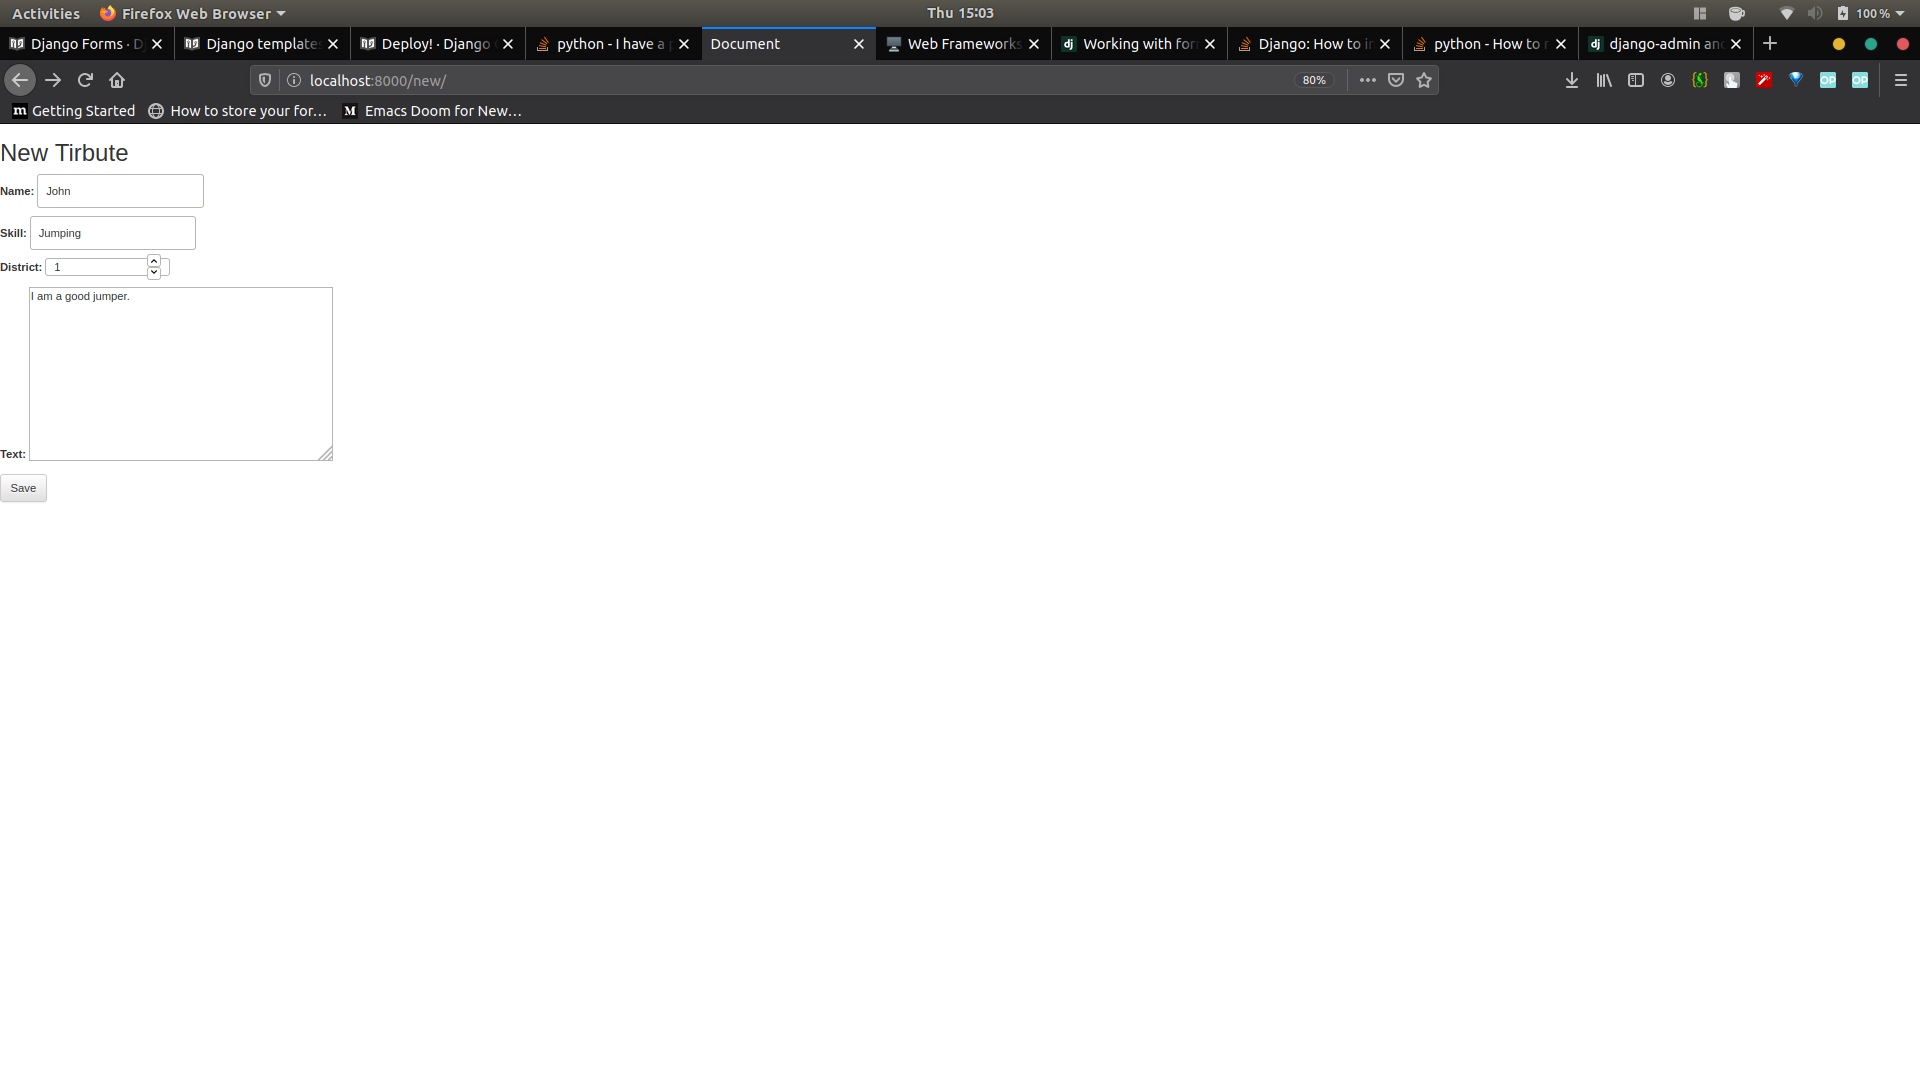 Activities Firefox Web Browser Thu 15:03 100 %
Django Forms · D Django templates Deploy! · Django python - I have a p Document Web Frameworks Working with for Django: How to i python - How to r django-admin an
localhost:8000/new/ 80%
Getting Started How to store your for... Emacs Doom for New...
New Tirbute
Name: John
Skill: Jumping
District: 1
I am a good jumper.
Text:
Save